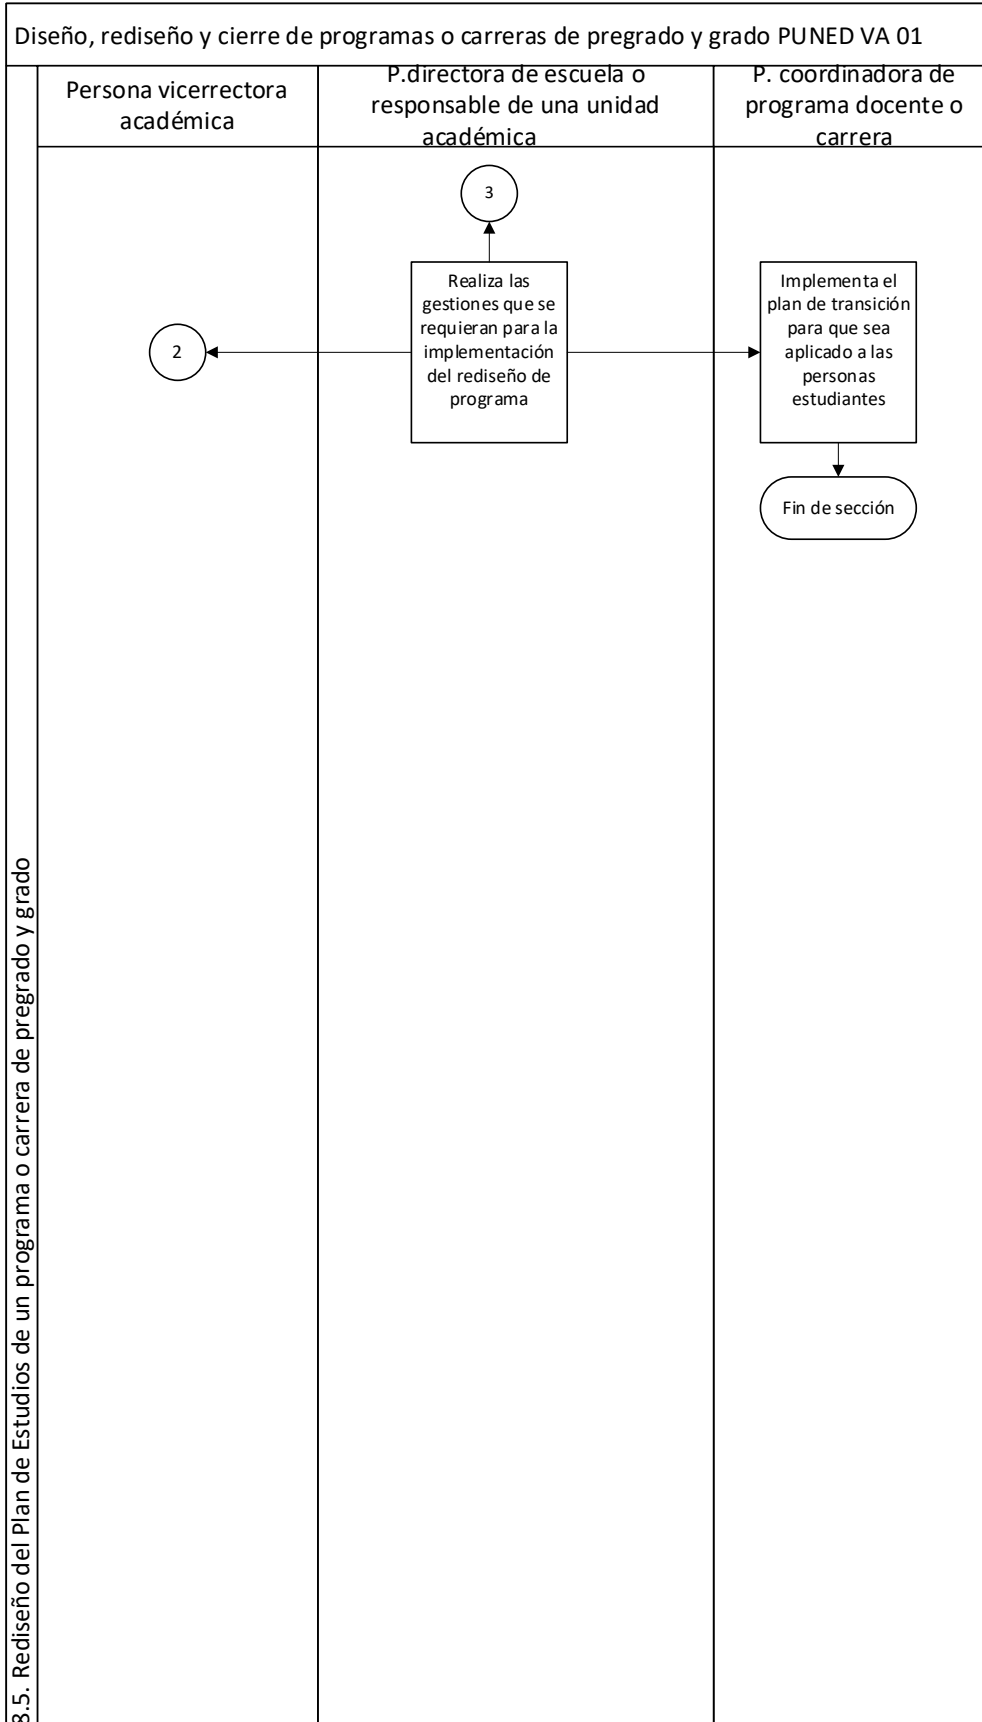 Diseño, rediseño y cierre de programas o carreras de pregrado y grado PUNED VA 01
Persona vicerrectora
académica
P.directora de escuela o
responsable de una unidad
académica
P. coordinadora de
programa docente o
carrera
3
Realiza las
gestiones que se
requieran para la
implementación
del rediseño de
programa
2
Implementa el
plan de transición
para que sea
aplicado a las
personas
estudiantes
Fin de sección
8.5. Rediseño del Plan de Estudios de un programa o carrera de pregrado y grado